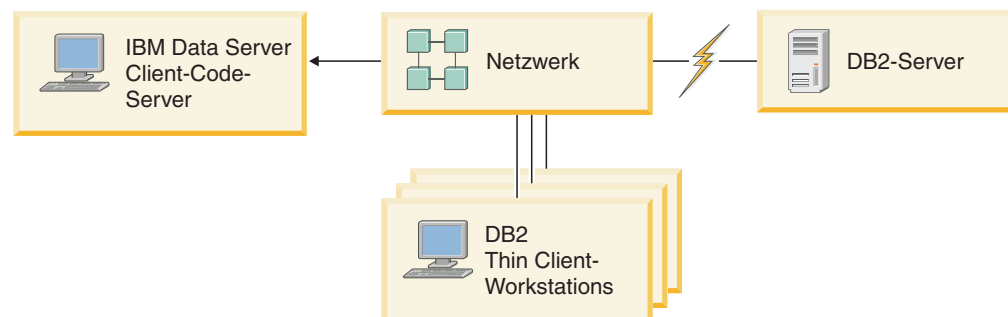 IBM Data Server
Client-Code-
Server
Netzwerk
DB2-Server
DB2
Thin Client-
Workstations